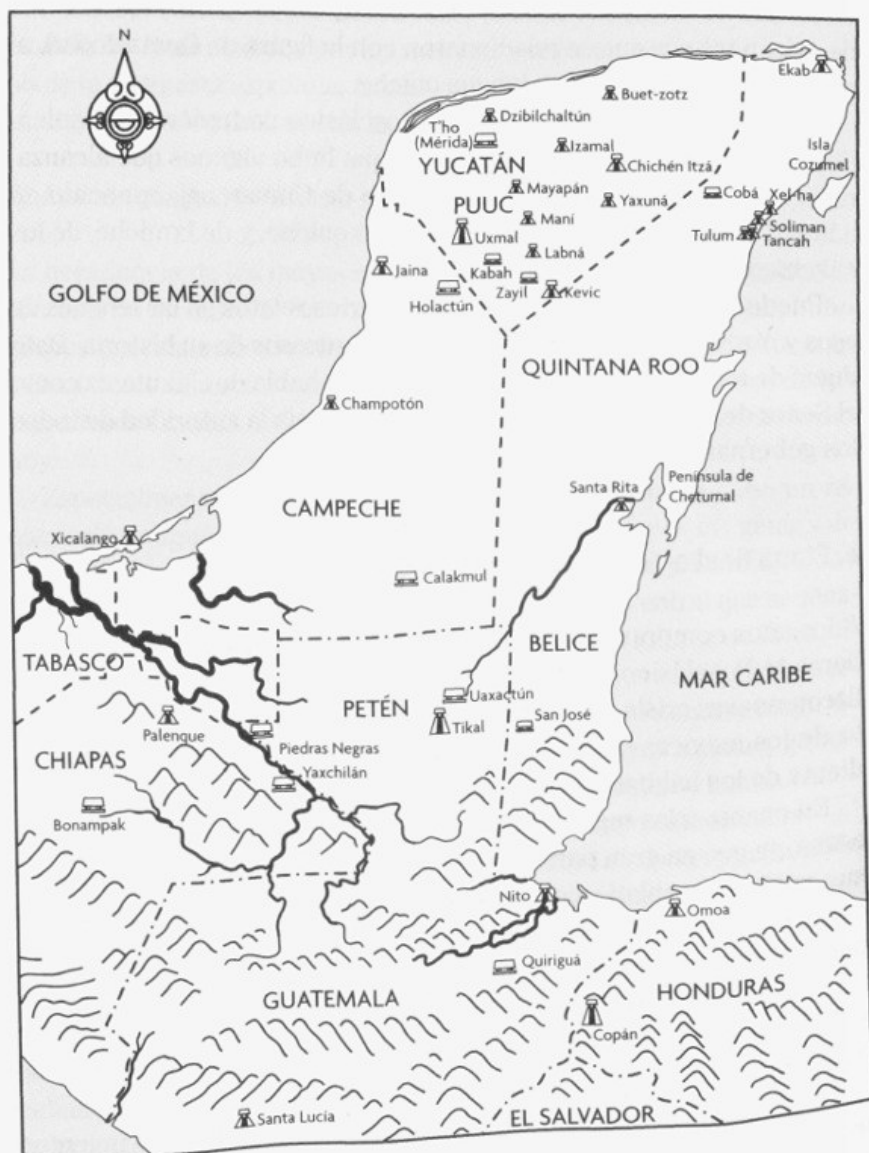 N
Ekab
Buet-zotz
Dzibilchaltún
T'ho
(Mérida)
Izamal
Isla
Cozumel
YUCATÁN
Chichén Itzá
Mayapán
Cobá
Xel-ha
PUUC
Yaxuná
Maní
Soliman
Uxmal
Tulum
Tancah
Labná
Jaina
Kabah
Zayil
Kevic
Holactún
GOLFO DE MÉXICO
QUINTANA ROO
Champotón
Península de
Chetumal
Santa Rita
CAMPECHE
Xicalango
Calakmul
BELICE
TABASCO
MAR CARIBE
Uaxactún
PETÉN
Tikal
San José
Palenque
Piedras Negras
CHIAPAS
Yaxchilán
Bonampak
Nito
Omoa
Quiriguá
HONDURAS
GUATEMALA
Copán
Santa Lucía
EL SALVADOR